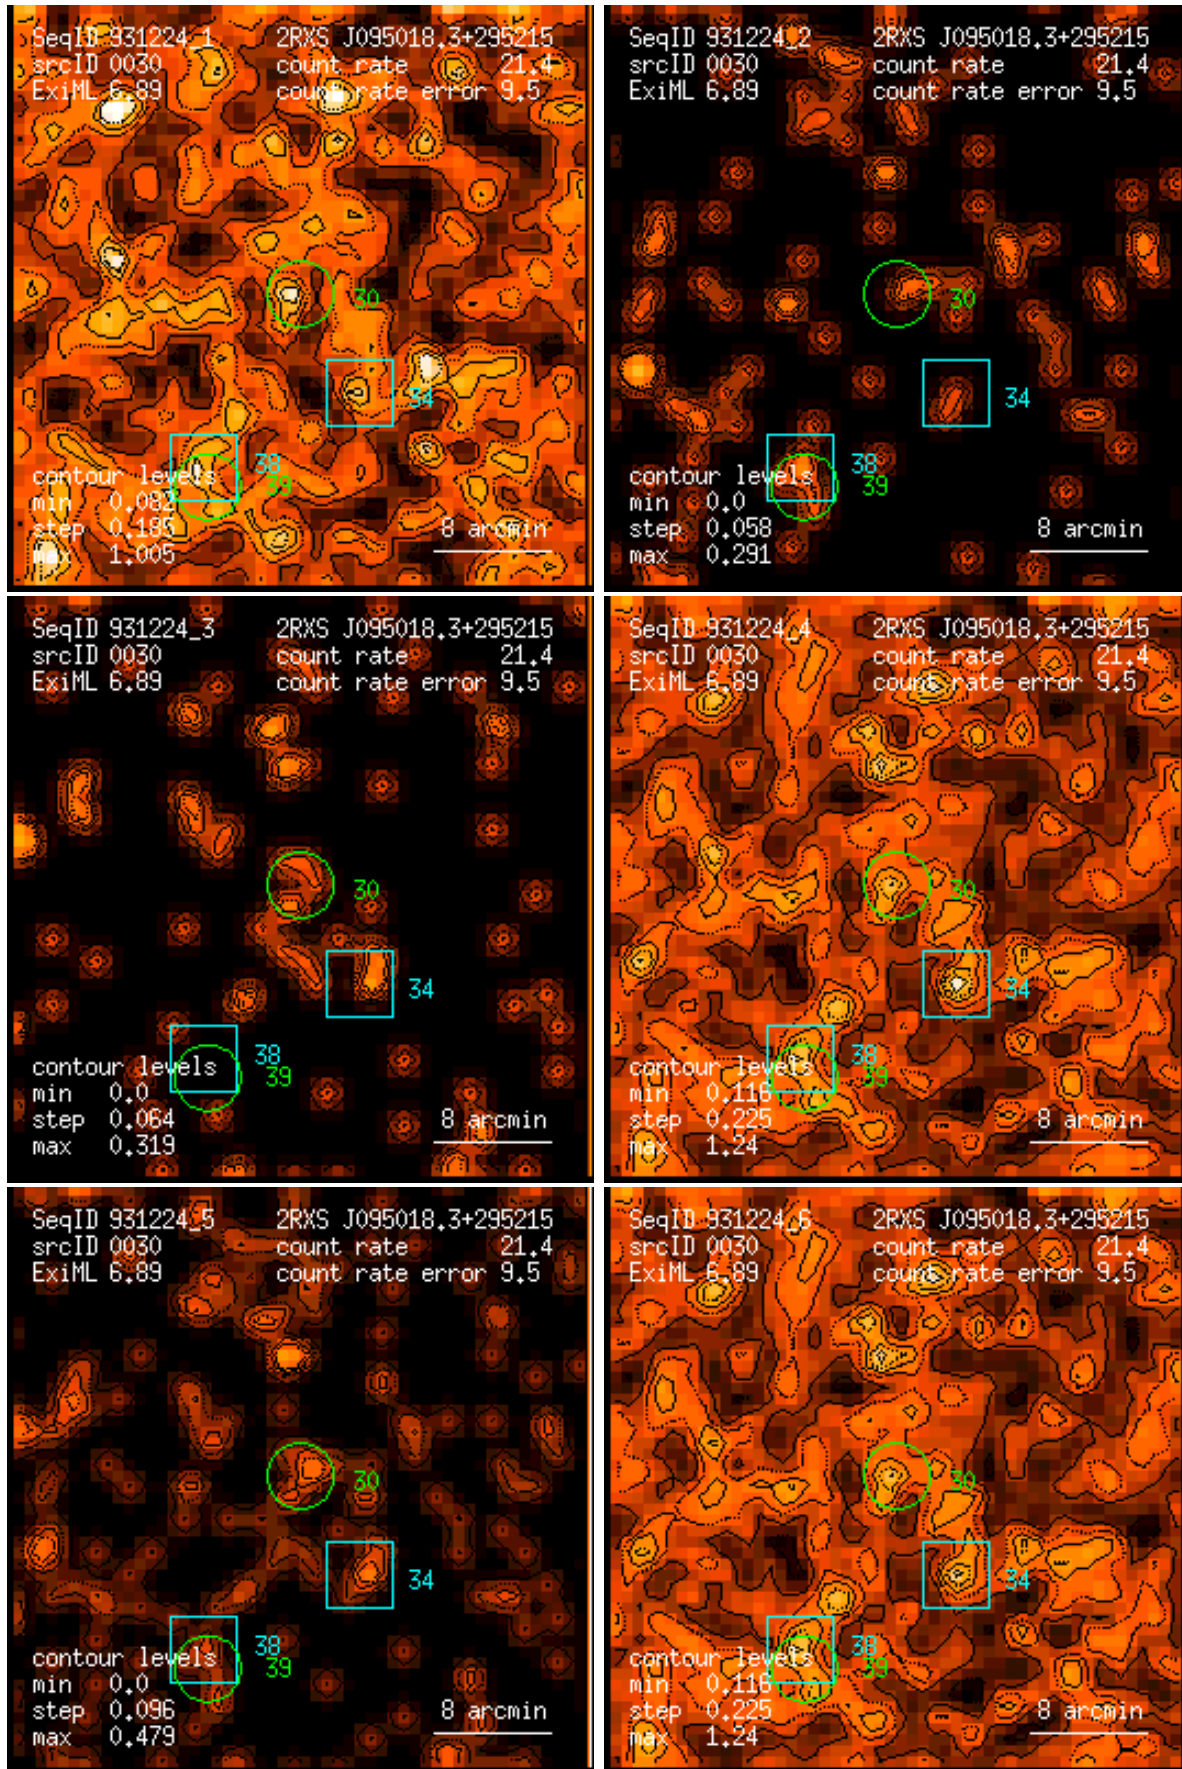 SeqID 931224_1 2RXS J095018.3+295215
srcID 0030 count rate 21.4
ExiML 6.89 count rate error 9.5
30
34
38
39
contour levels
min 0.082
step 0.185
max 1.005
8 arcmin
SeqID 931224_2 2RXS J095018.3+295215
srcID 0030 count rate 21.4
ExiML 6.89 count rate error 9.5
30
34
38
39
contour levels
min 0.0
step 0.058
max 0.291
8 arcmin
SeqID 931224_3 2RXS J095018.3+295215
srcID 0030 count rate 21.4
ExiML 6.89 count rate error 9.5
30
34
38
39
contour levels
min 0.0
step 0.064
max 0.319
8 arcmin
SeqID 931224_4 2RXS J095018.3+295215
srcID 0030 count rate 21.4
ExiML 6.89 count rate error 9.5
30
34
38
39
contour levels
min 0.116
step 0.225
max 1.24
8 arcmin
SeqID 931224_5 2RXS J095018.3+295215
srcID 0030 count rate 21.4
ExiML 6.89 count rate error 9.5
30
34
38
39
contour levels
min 0.0
step 0.096
max 0.479
8 arcmin
SeqID 931224_6 2RXS J095018.3+295215
srcID 0030 count rate 21.4
ExiML 6.89 count rate error 9.5
30
34
38
39
contour levels
min 0.116
step 0.225
max 1.24
8 arcmin